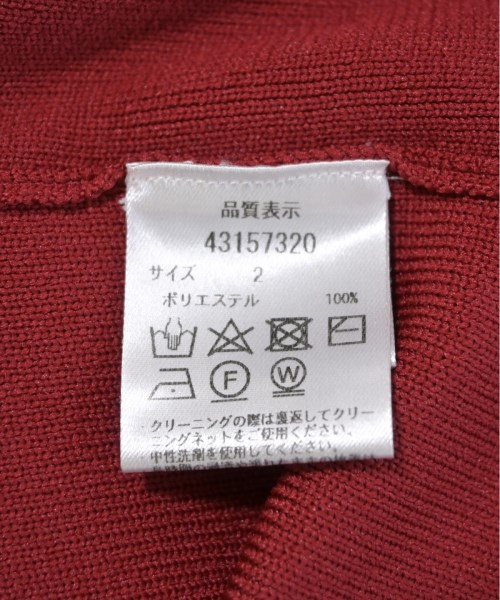 品質表示
43157320
サイズ 2
ポリエステル 100%
F W
クリーニングの際は裏返してクリー
ニングネットをご使用ください。
中性洗剤を使用してください。